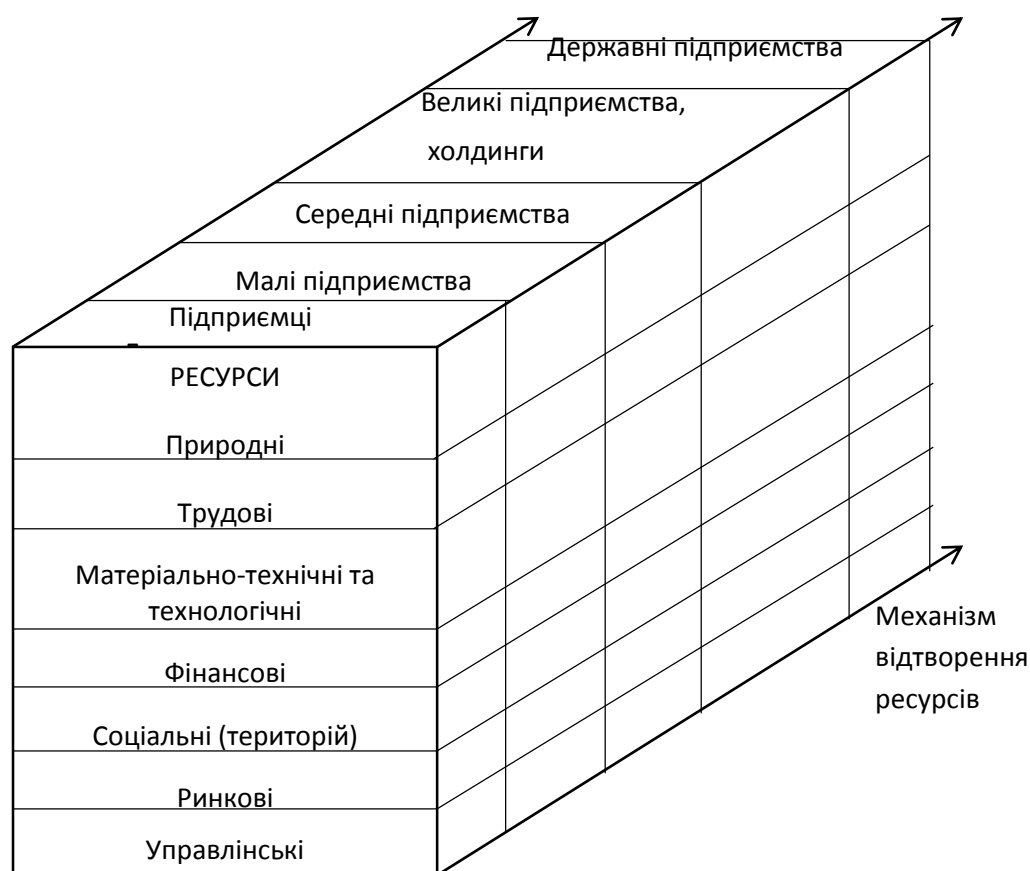 Державні підприємства
Великі підприємства,
холдинги
Середні підприємства
Малі підприємства
Підприємці
РЕСУРСИ
Природні
Трудові
Матеріально-технічні та
технологічні
Фінансові
Соціальні (територій)
Ринкові
Управлінські
Механізм
відтворення
ресурсів